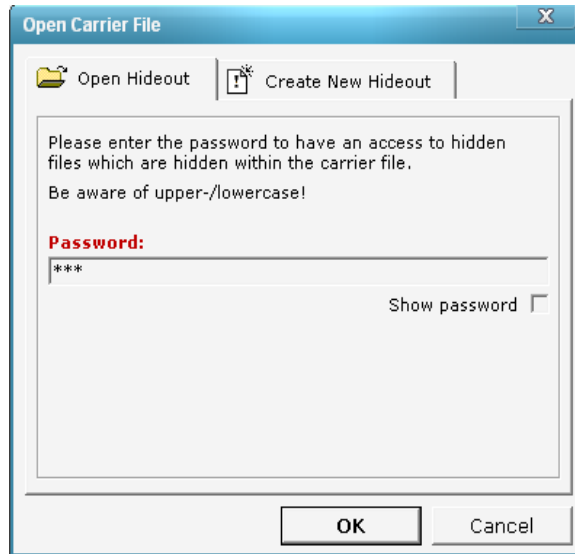 Open Carrier File
X
Open Hideout
Create New Hideout
Please enter the password to have an access to hidden
files which are hidden within the carrier file.
Be aware of upper-/lowercase!
Password:
***
Show password
OK
Cancel